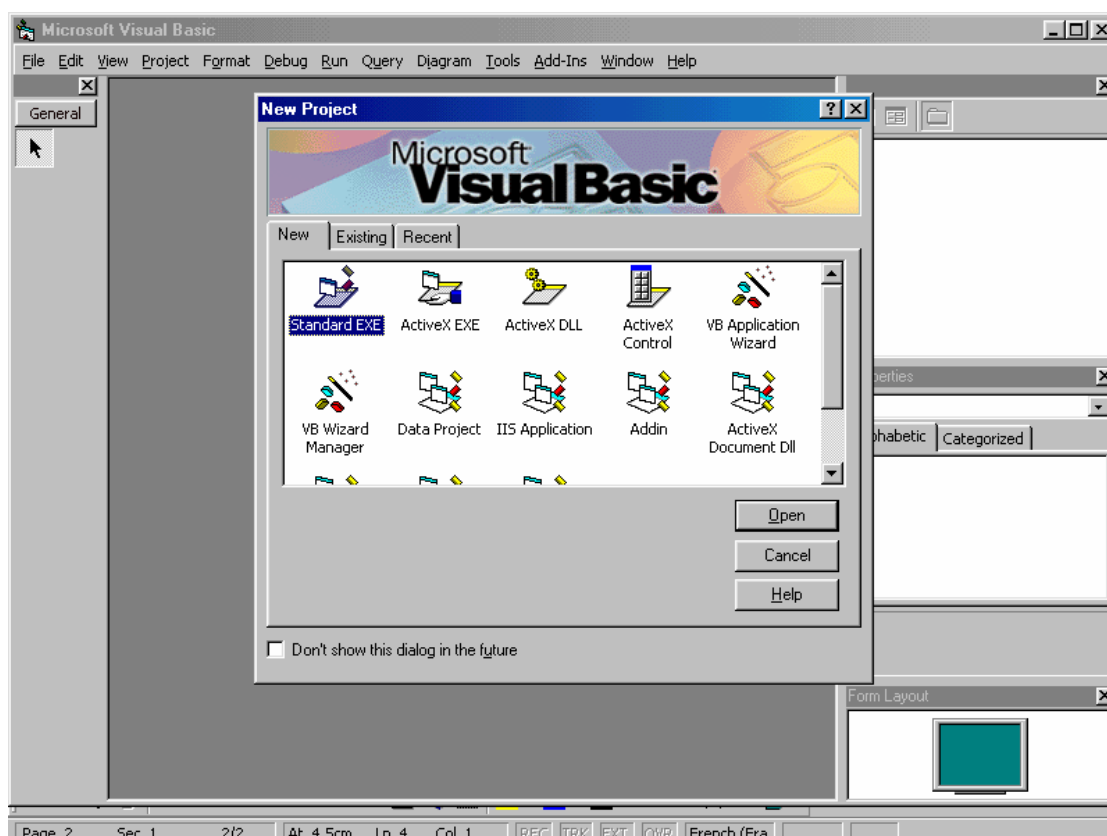 Microsoft Visual Basic
File Edit View Project Format Debug Run Query Diagram Tools Add-Ins Window Help
General
New Project
Microsoft
Visual Basic
New Existing Recent
Standard EXE ActiveX EXE ActiveX DLL ActiveX Control VB Application Wizard
VB Wizard Manager Data Project IIS Application Addin ActiveX Document Dll
Open
Cancel
Help
Don't show this dialog in the future
Alphabetic Categorized
Form Layout
Page 2 Sec 1 2/2 At 4.5cm Ln 4 Col 1 REC TRK EXT OVR French (Fra